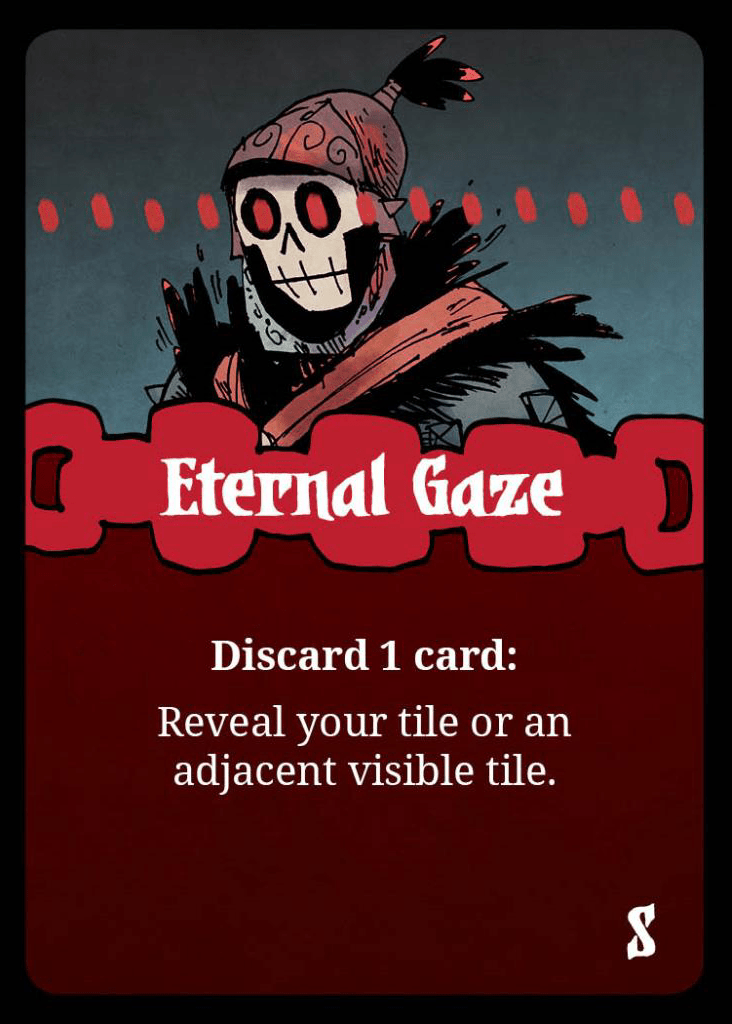 Eternal Gaze
Discard 1 card:
Reveal your tile or an
adjacent visible tile.
S